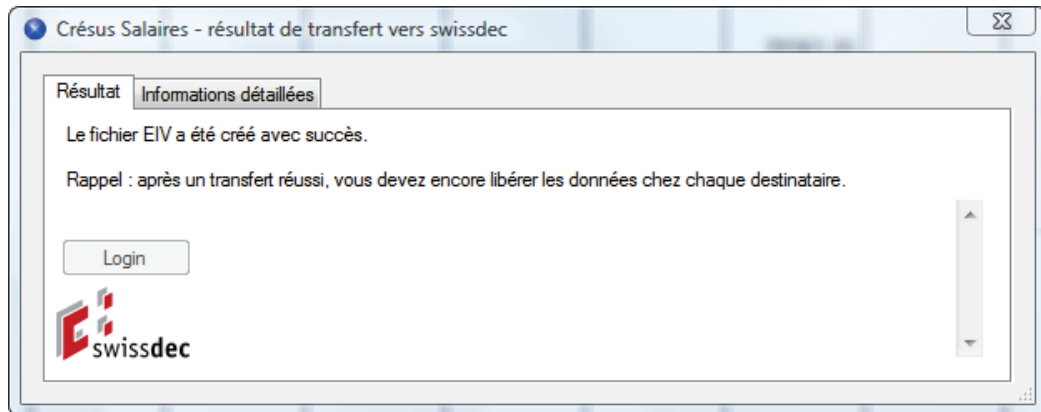 Crésus Salaires - résultat de transfert vers swissdec
Résultat
Informations détaillées
Le fichier EIV a été créé avec succès.
Rappel : après un transfert réussi, vous devez encore libérer les données chez chaque destinataire.
Login
swissdec